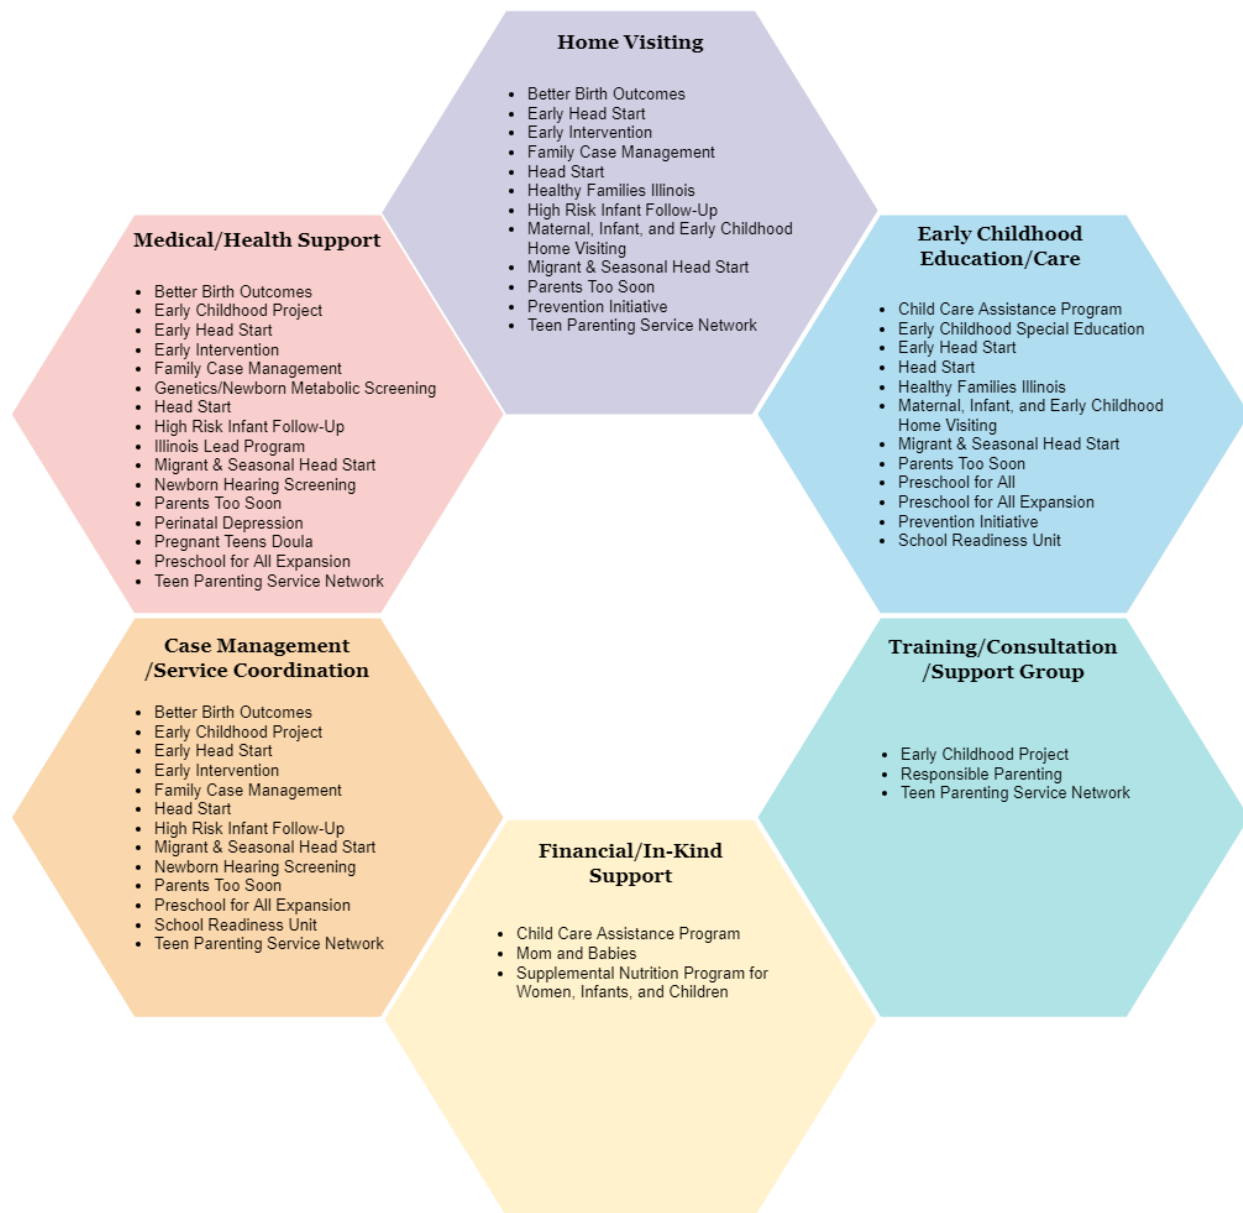 Home Visiting
• Better Birth Outcomes
• Early Head Start
• Early Intervention
• Family Case Management
• Head Start
• Healthy Families Illinois
• High Risk Infant Follow-Up
• Maternal, Infant, and Early Childhood
Home Visiting
• Migrant & Seasonal Head Start
• Parents Too Soon
• Prevention Initiative
• Teen Parenting Service Network
Medical/Health Support
• Better Birth Outcomes
• Early Childhood Project
• Early Head Start
• Early Intervention
• Family Case Management
• Genetics/Newborn Metabolic Screening
• Head Start
• High Risk Infant Follow-Up
• Illinois Lead Program
• Migrant & Seasonal Head Start
• Newborn Hearing Screening
• Parents Too Soon
• Perinatal Depression
• Pregnant Teens Doula
• Preschool for All Expansion
• Teen Parenting Service Network
Early Childhood
Education/Care
• Child Care Assistance Program
• Early Childhood Special Education
• Early Head Start
• Head Start
• Healthy Families Illinois
• Maternal, Infant, and Early Childhood
Home Visiting
• Migrant & Seasonal Head Start
• Parents Too Soon
• Preschool for All
• Preschool for All Expansion
• Prevention Initiative
• School Readiness Unit
Case Management
/Service Coordination
• Better Birth Outcomes
• Early Childhood Project
• Early Head Start
• Early Intervention
• Family Case Management
• Head Start
• High Risk Infant Follow-Up
• Migrant & Seasonal Head Start
• Newborn Hearing Screening
• Parents Too Soon
• Preschool for All Expansion
• School Readiness Unit
• Teen Parenting Service Network
Training/Consultation
/Support Group
• Early Childhood Project
• Responsible Parenting
• Teen Parenting Service Network
Financial/In-Kind
Support
• Child Care Assistance Program
• Mom and Babies
• Supplemental Nutrition Program for
Women, Infants, and Children